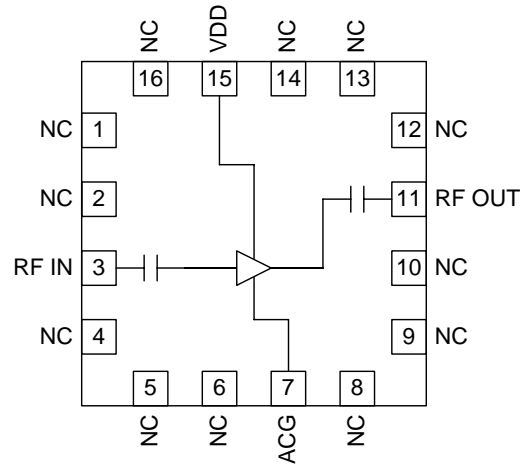 NC
VDD
NC
NC
16
15
14
13
NC 1
12 NC
NC 2
11 RF OUT
RF IN 3
10 NC
NC 4
9 NC
5
6
7
8
NC
NC
ACG
NC